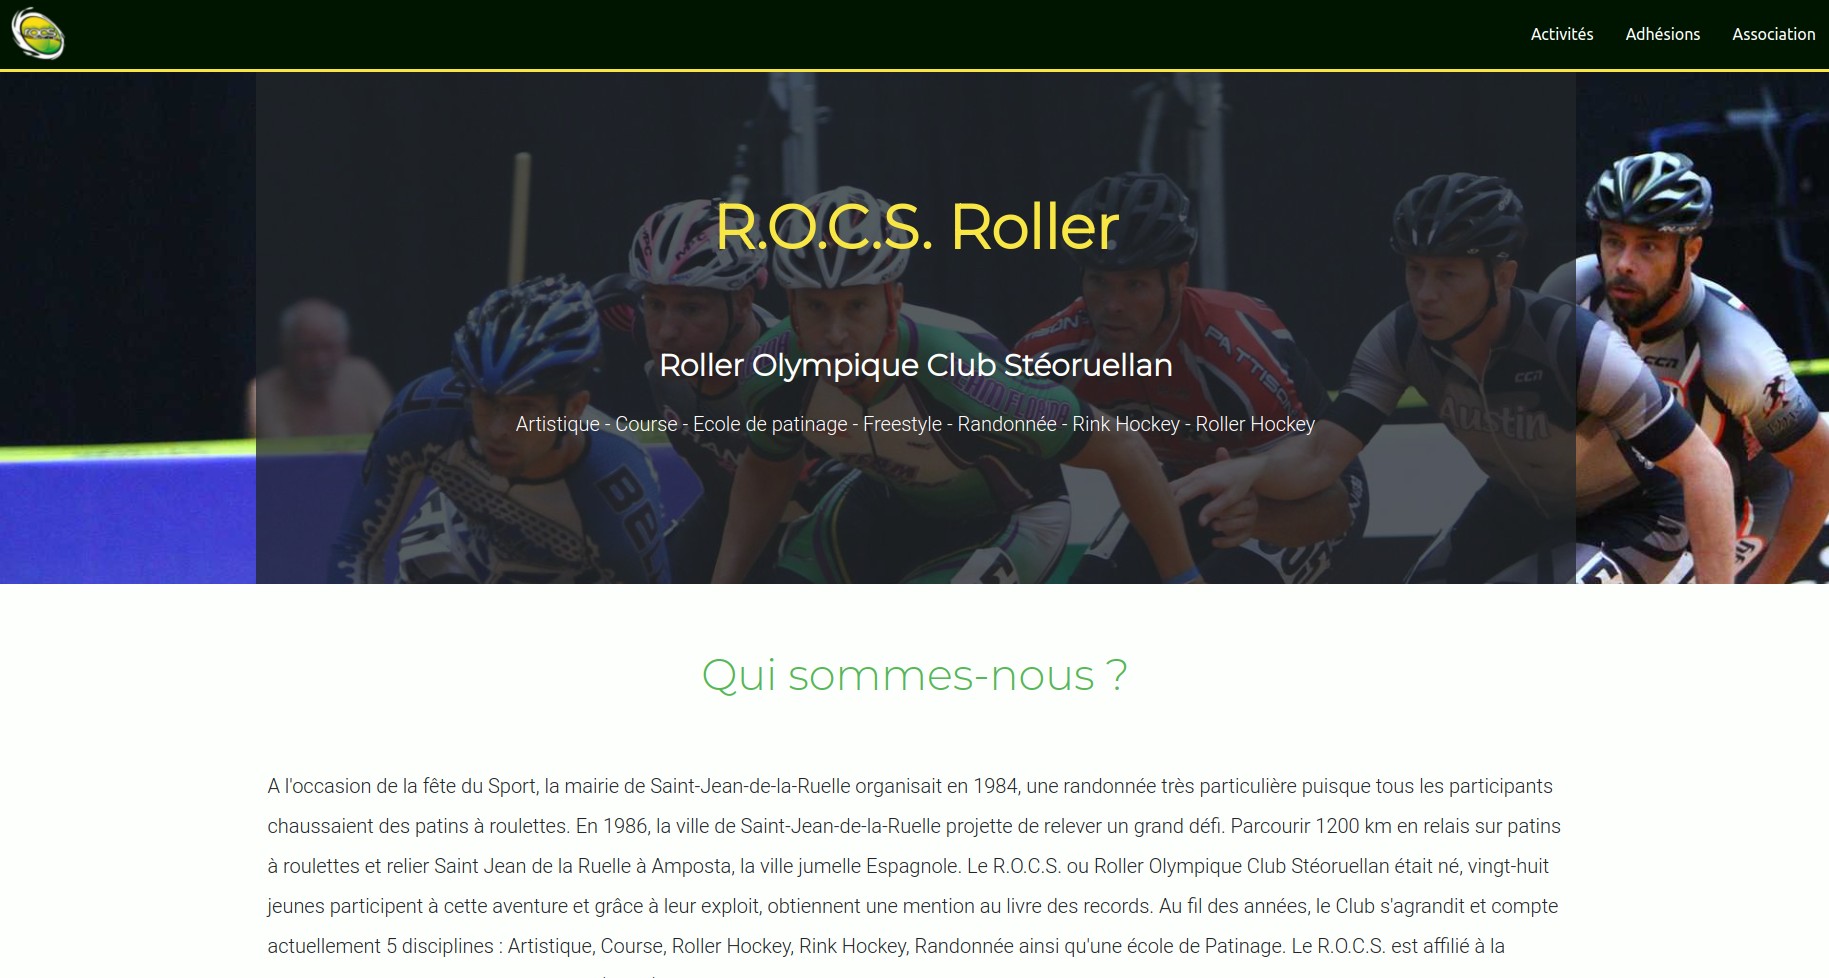 ROCS
Activités Adhésions Association
R.O.C.S. Roller
Roller Olympique Club Stéoruellan
Artistique - Course - Ecole de patinage - Freestyle - Randonnée - Rink Hockey - Roller Hockey
PATTISON
CCN
CCN
Austin
BEL
Qui sommes-nous ?
A l'occasion de la fête du Sport, la mairie de Saint-Jean-de-la-Ruelle organisait en 1984, une randonnée très particulière puisque tous les participants
chaussaient des patins à roulettes. En 1986, la ville de Saint-Jean-de-la-Ruelle projette de relever un grand défi. Parcourir 1200 km en relais sur patins
à roulettes et relier Saint Jean de la Ruelle à Amposta, la ville jumelle Espagnole. Le R.O.C.S. ou Roller Olympique Club Stéoruellan était né, vingt-huit
jeunes participent à cette aventure et grâce à leur exploit, obtiennent une mention au livre des records. Au fil des années, le Club s'agrandit et compte
actuellement 5 disciplines : Artistique, Course, Roller Hockey, Rink Hockey, Randonnée ainsi qu'une école de Patinage. Le R.O.C.S. est affilié à la